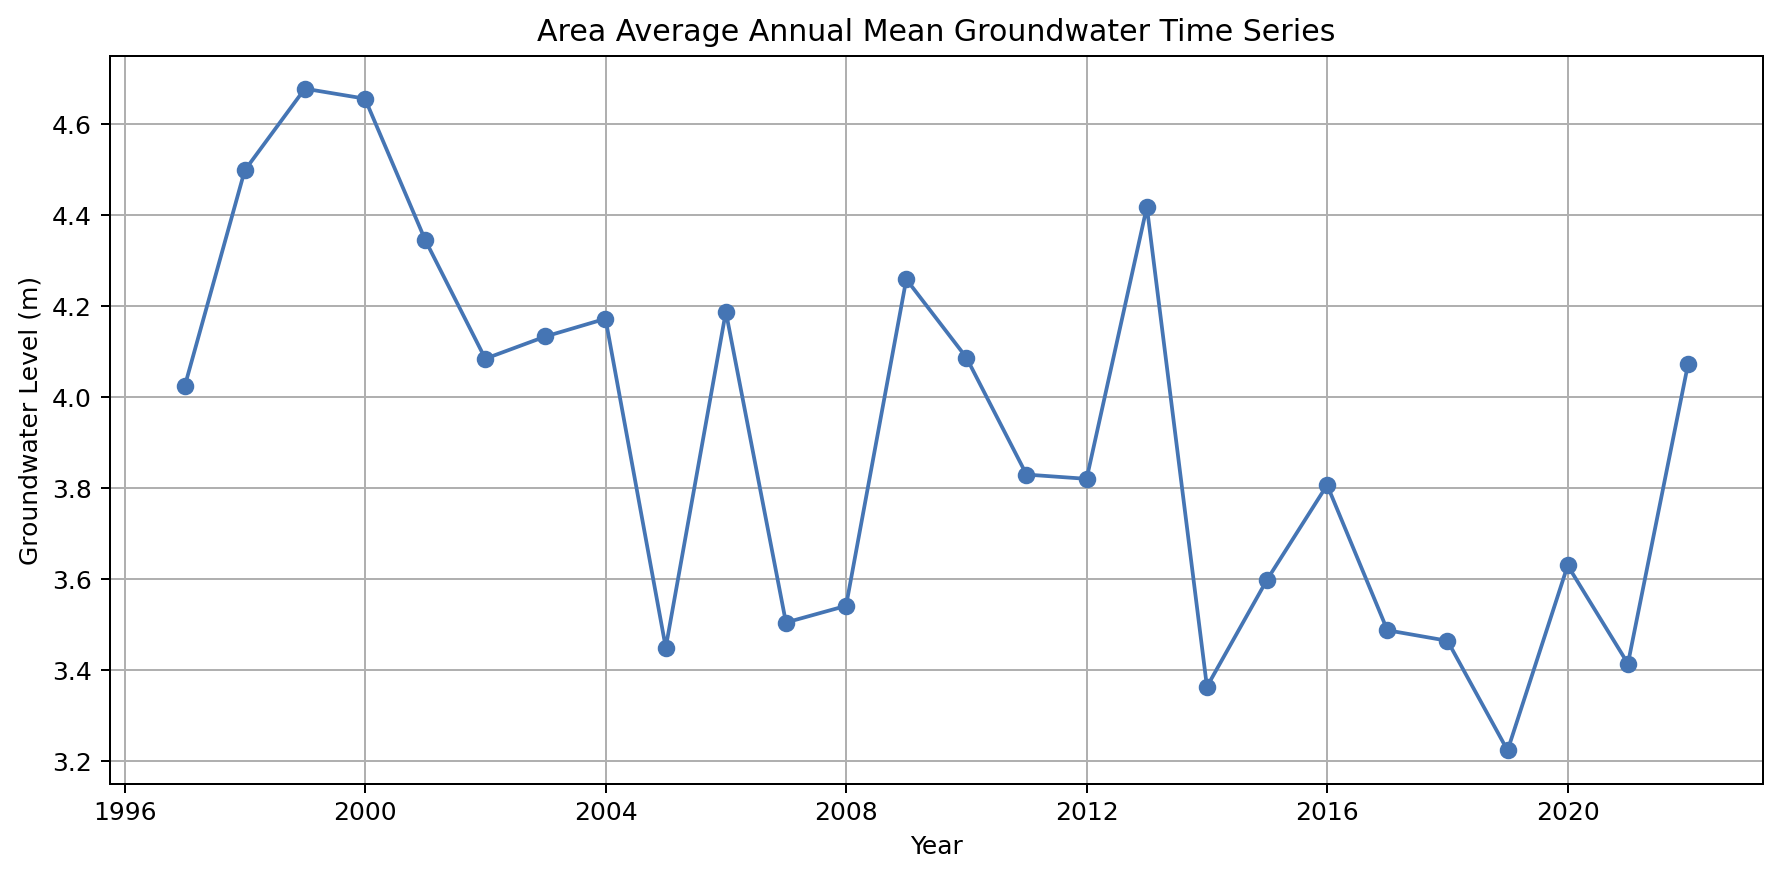 Area Average Annual Mean Groundwater Time Series
Groundwater Level (m)
4.6
4.4
4.2
4.0
3.8
3.6
3.4
3.2
1996 2000 2004 2008 2012 2016 2020
Year